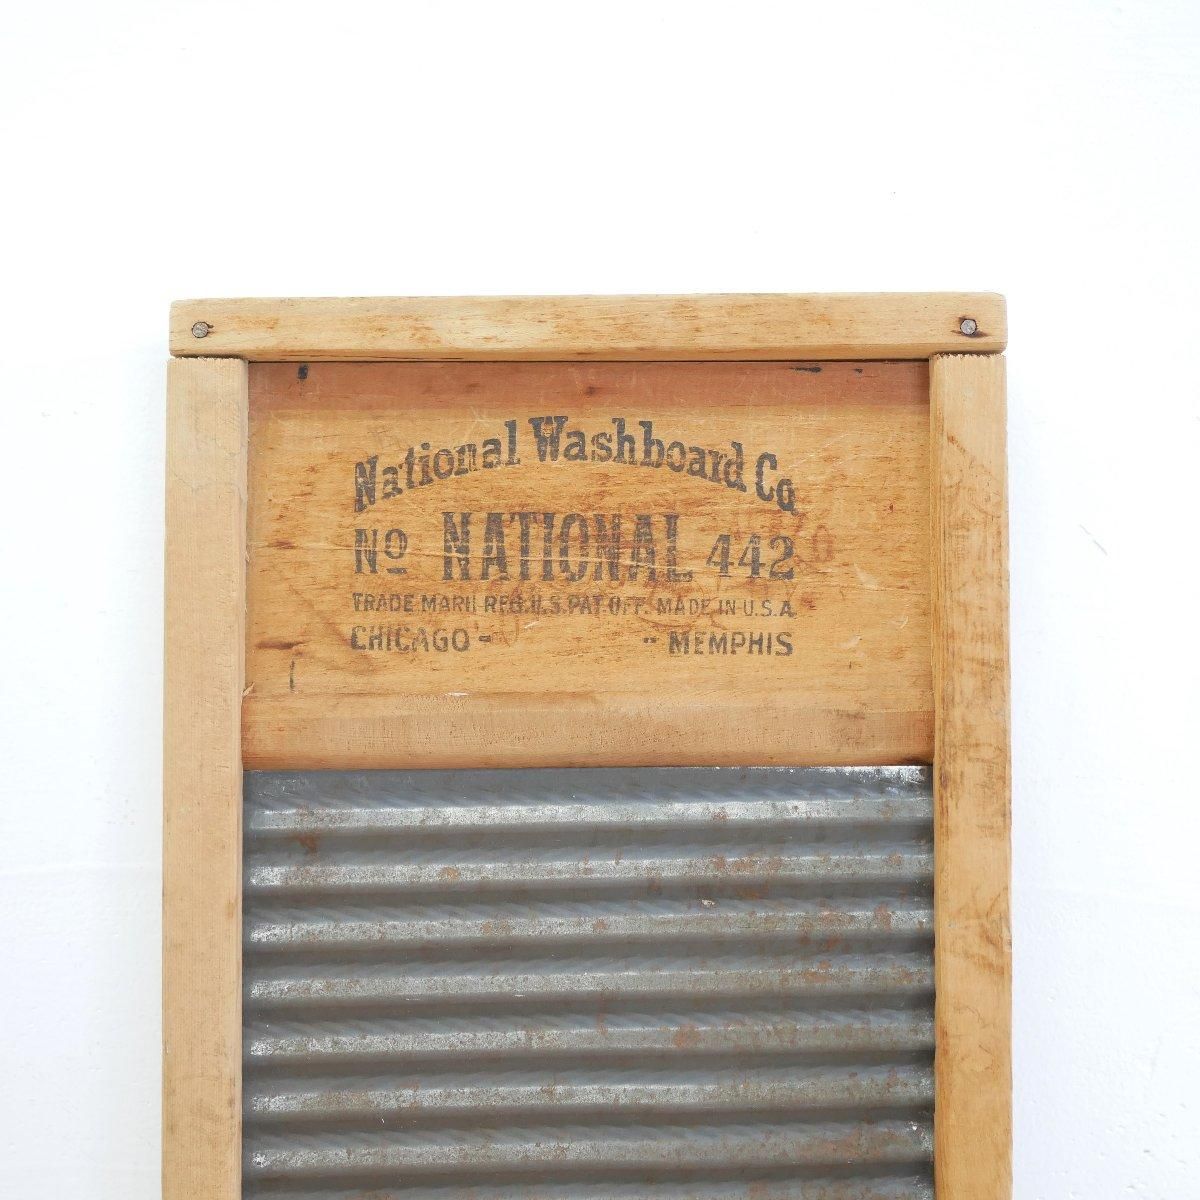 National Washboard Co.
No NATIONAL 442
TRADE MARK REG. U.S. PAT. OFF. MADE IN U.S.A.
CHICAGO - -- MEMPHIS